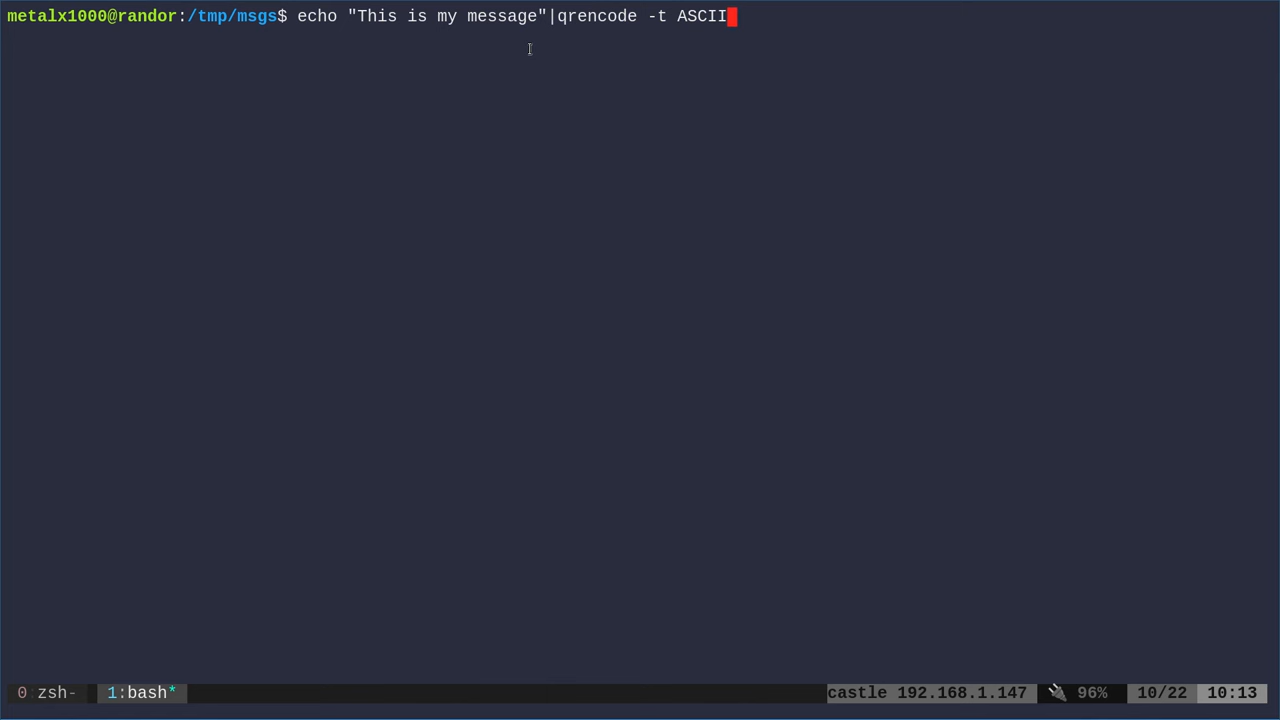 metalx1000@randor:/tmp/msgs$ echo "This is my message"|qrencode -t ASCII
0:zsh- 1:bash* castle 192.168.1.147 96% 10/22 10:13